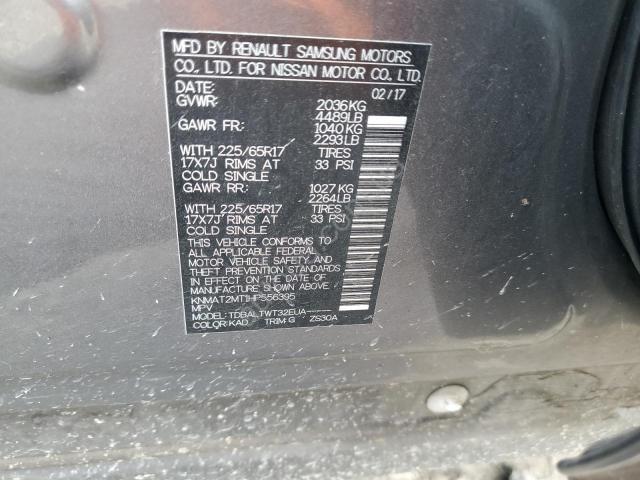 MFD BY RENAULT SAMSUNG MOTORS
CO., LTD. FOR NISSAN MOTOR CO., LTD.
DATE: 02/17
GVWR: 2036KG
4489LB
GAWR FR: 1040KG
2293LB
WITH 225/65R17 TIRES
17X7J RIMS AT 33 PSI
COLD SINGLE
GAWR RR: 1027KG
2264LB
WITH 225/65R17 TIRES
17X7J RIMS AT 33 PSI
COLD SINGLE
THIS VEHICLE CONFORMS TO
ALL APPLICABLE FEDERAL
MOTOR VEHICLE SAFETY AND
THEFT PREVENTION STANDARDS
IN EFFECT ON THE DATE OF
MANUFACTURE SHOWN ABOVE.
KNMAT2MT1HP556395
MPV
MODEL: TDBALTWT32EUA
COLOR:KAD TRIM:G ZS30A